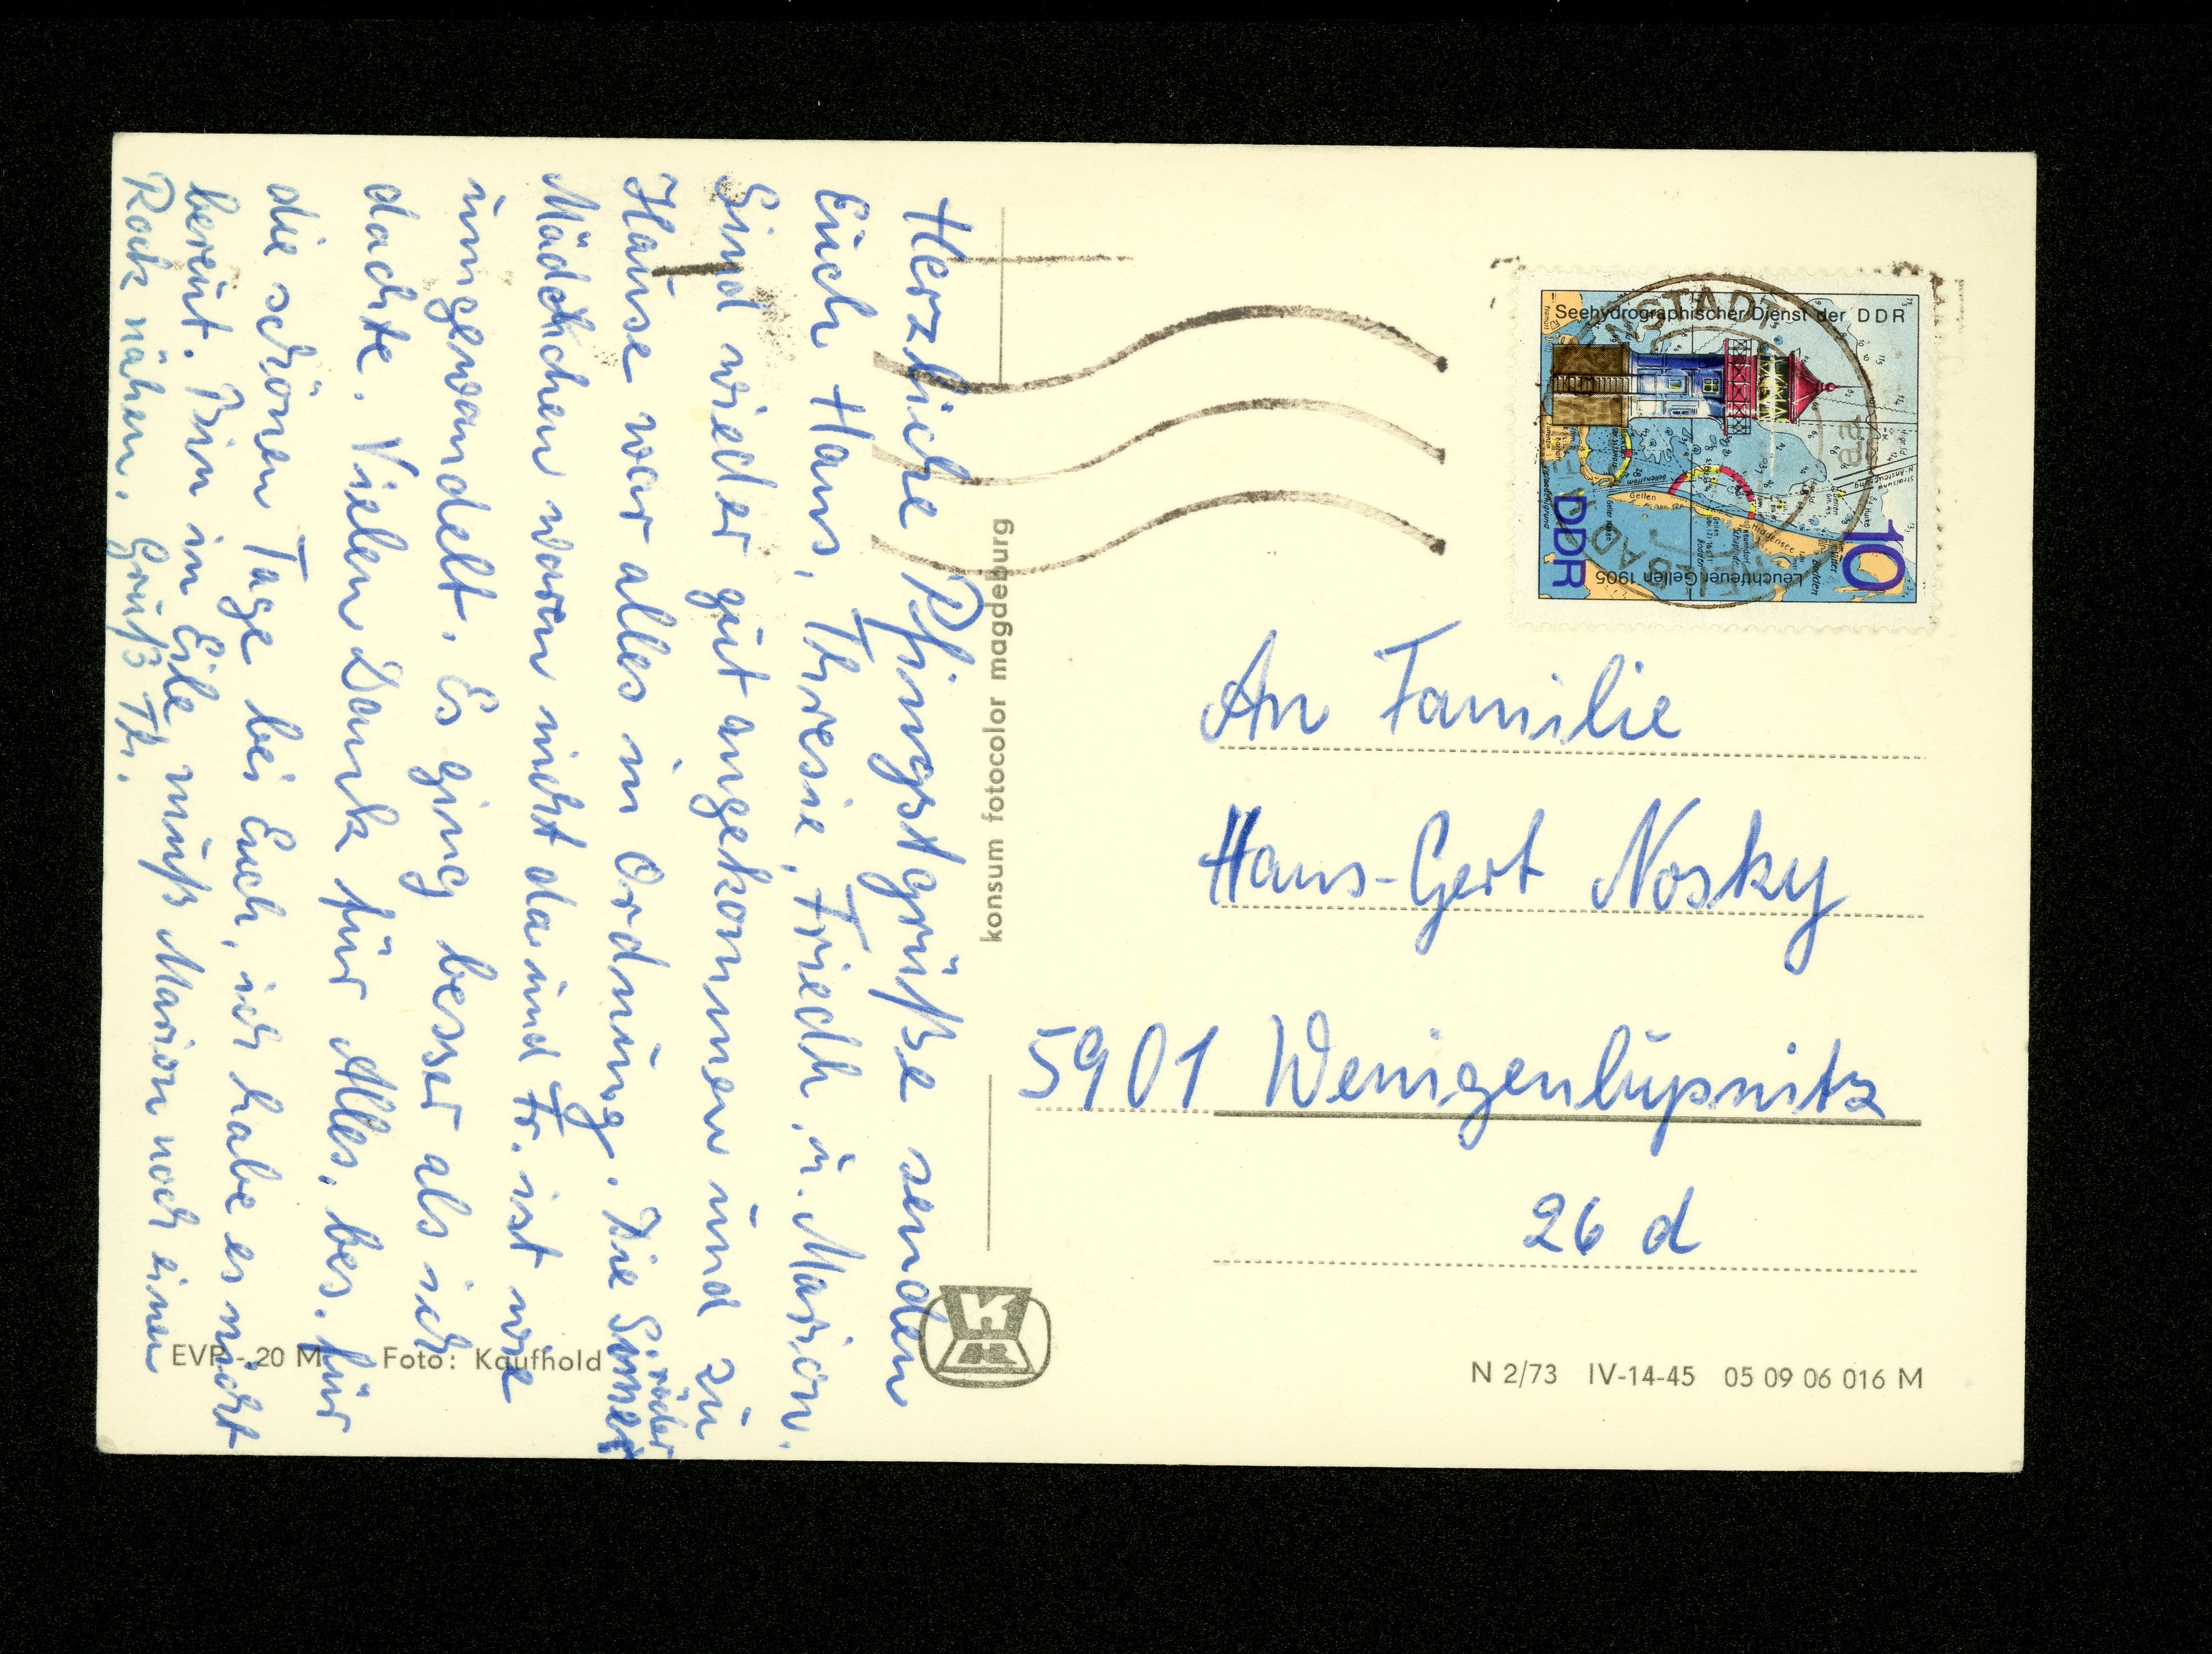 Herzliche Pfingstgrüße senden
Euch Hans, Thresie, Friedh. u. Marion.
Sind wieder gut angekommen und zu
Hause war alles in Ordnung. Die
Mädchen waren nicht da und Fr. ist wie
umgewandelt. Es ging besser als ich
dachte. Vielen Dank für Alles, bes. für
die schönen Tage bei Euch, ich habe es nicht
bereut. Bin in Eile muß Marion noch einen
Rock nähen. Gruß Th.
EVP -.20 M Foto: Kaufhold
konsum fotocolor magdeburg
Seehydrographischer Dienst der DDR
Leuchtfeuer Gellen 1905
Gellen
Hiddensee
DDR
10
An Familie
Hans-Gert Nosky
5901 Wenigenlupnitz
26 d
N 2/73 IV-14-45 05 09 06 016 M